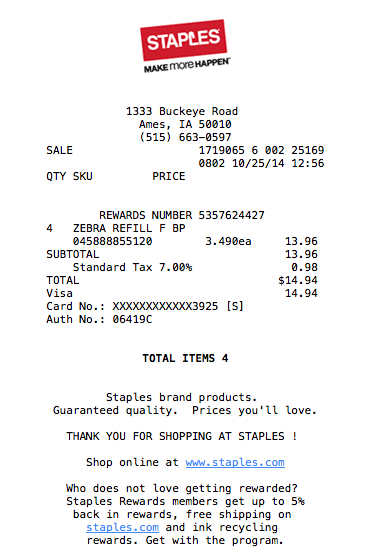 STAPLES
MAKE more HAPPEN
1333 Buckeye Road
Ames, IA 50010
(515) 663-0597
SALE 1719065 6 002 25169
0802 10/25/14 12:56
QTY SKU PRICE
REWARDS NUMBER 5357624427
4 ZEBRA REFILL F BP
045888855120 3.490ea 13.96
SUBTOTAL 13.96
Standard Tax 7.00% 0.98
TOTAL $14.94
Visa 14.94
Card No.: XXXXXXXXXXXX3925 [S]
Auth No.: 06419C
TOTAL ITEMS 4
Staples brand products.
Guaranteed quality. Prices you'll love.
THANK YOU FOR SHOPPING AT STAPLES !
Shop online at www.staples.com
Who does not love getting rewarded?
Staples Rewards members get up to 5%
back in rewards, free shipping on
staples.com and ink recycling
rewards. Get with the program.